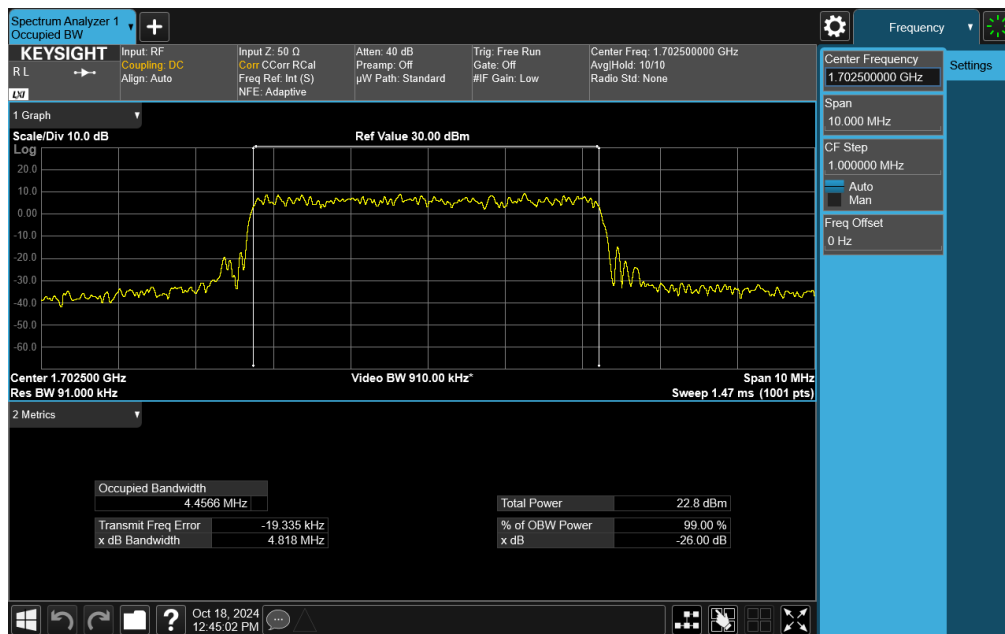 Spectrum Analyzer 1
Occupied BW
Frequency
KEYSIGHT
R L
LXI
Input: RF
Coupling: DC
Align: Auto
Input Z: 50 Ω
Corr CCorr RCal
Freq Ref: Int (S)
NFE: Adaptive
Atten: 40 dB
Preamp: Off
µW Path: Standard
Trig: Free Run
Gate: Off
#IF Gain: Low
Center Freq: 1.702500000 GHz
Avg|Hold: 10/10
Radio Std: None
Center Frequency
1.702500000 GHz
Settings
Span
10.000 MHz
CF Step
1.000000 MHz
Auto
Man
Freq Offset
0 Hz
1 Graph
Scale/Div 10.0 dB
Ref Value 30.00 dBm
Log
20.0
10.0
0.00
-10.0
-20.0
-30.0
-40.0
-50.0
-60.0
Center 1.702500 GHz
Video BW 910.00 kHz*
Span 10 MHz
Res BW 91.000 kHz
Sweep 1.47 ms (1001 pts)
2 Metrics
Occupied Bandwidth
4.4566 MHz
Total Power 22.8 dBm
Transmit Freq Error -19.335 kHz
% of OBW Power 99.00 %
x dB Bandwidth 4.818 MHz
x dB -26.00 dB
?
Oct 18, 2024
12:45:02 PM